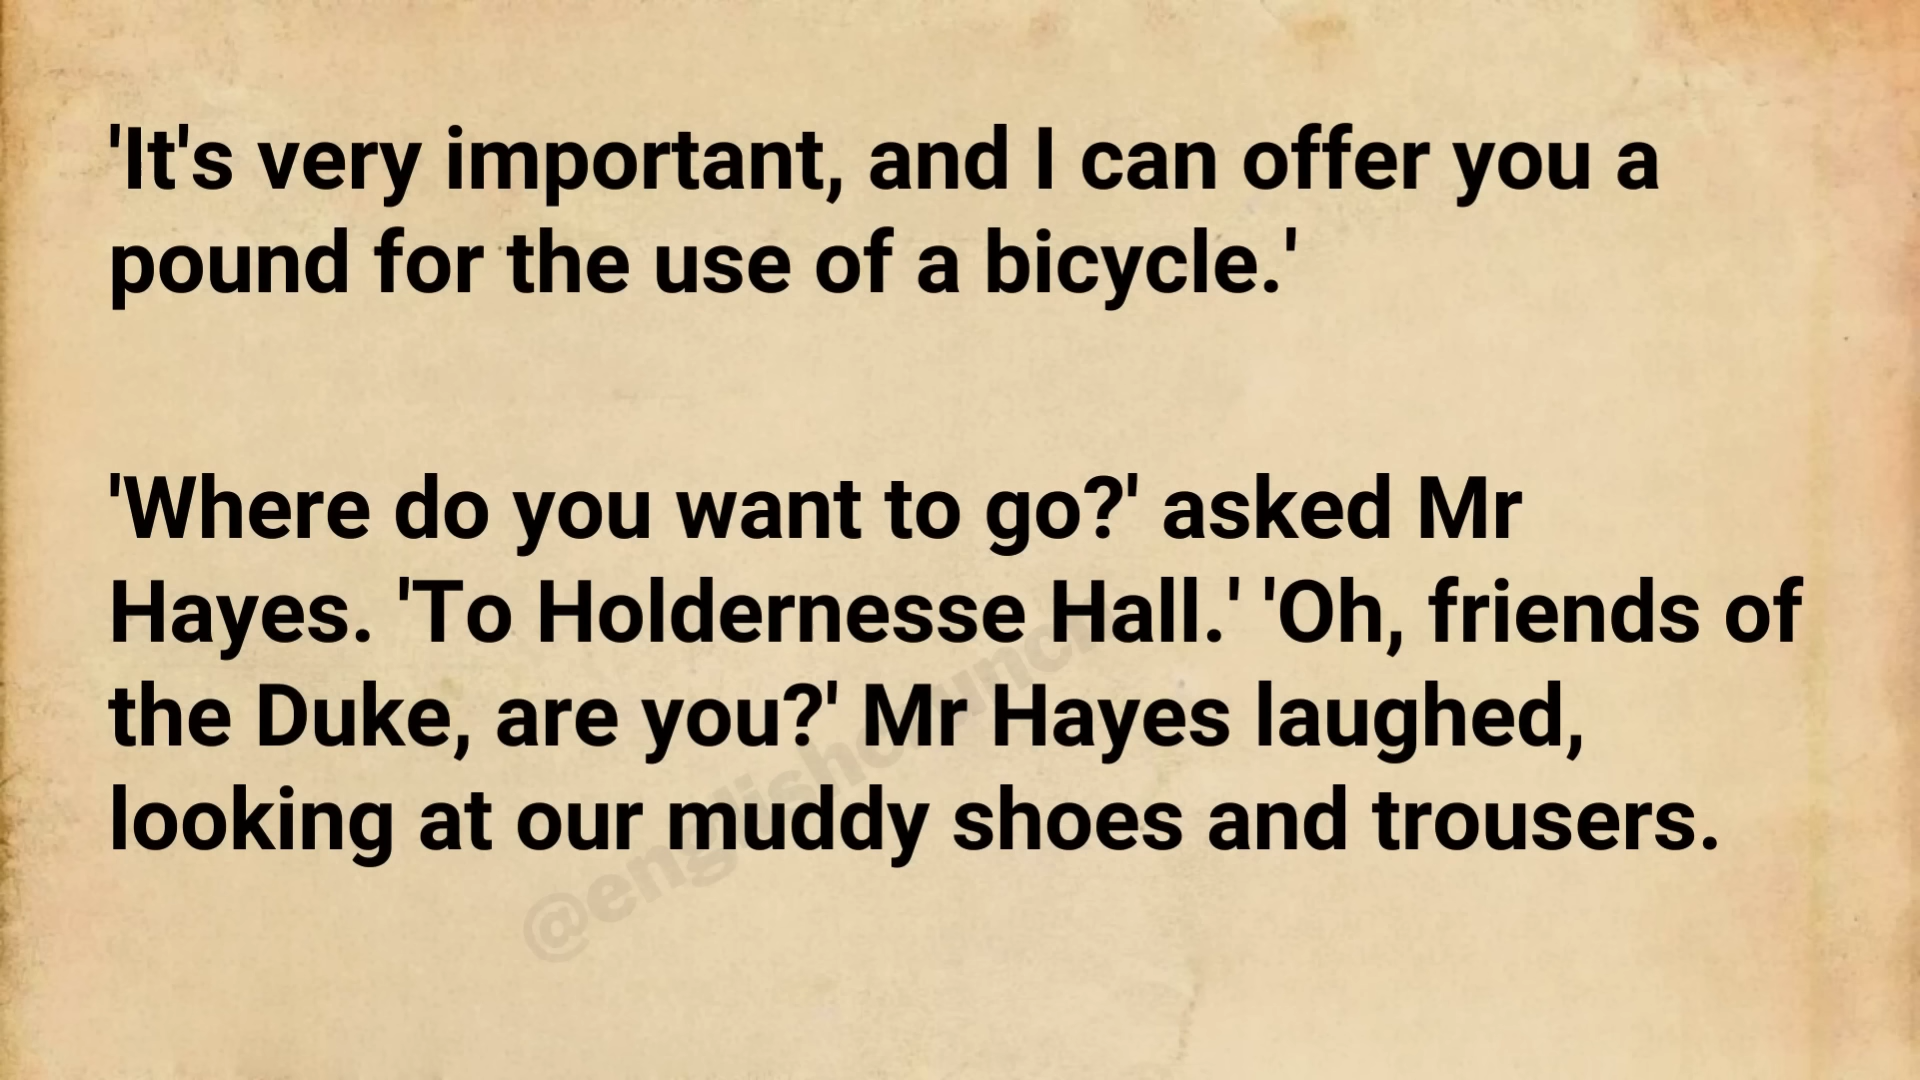 'It's very important, and I can offer you a
pound for the use of a bicycle.'
'Where do you want to go?' asked Mr
Hayes. 'To Holdernesse Hall.' 'Oh, friends of
the Duke, are you?' Mr Hayes laughed,
looking at our muddy shoes and trousers.